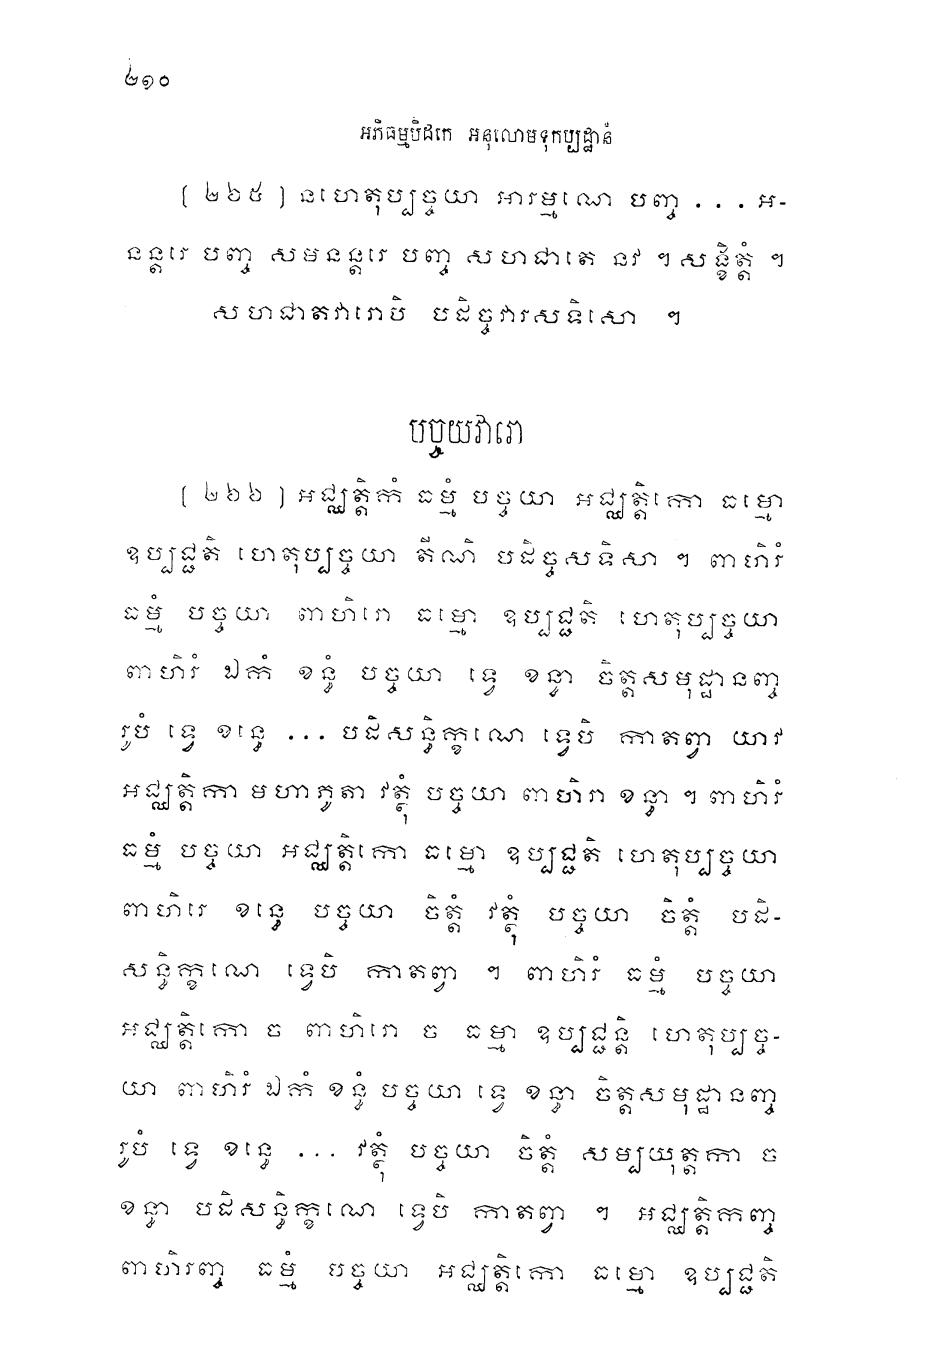 ២១០
អភិធម្មបិដកេ អនុលោមទុកប្បដ្ឋានំ
[ ២៦៥ ] នហេតុប្បច្ចយា អារម្មណេ បញ្ច ... អ-
នន្តរេ បញ្ច សមនន្តរេ បញ្ច សហជាតេ នវ ។ សង្ខិត្តំ ។
សហជាតវារោបិ បដិច្ចវារសទិសោ ។
បច្ចយវារោ
[ ២៦៦ ] អជ្ឈត្តិកំ ធម្មំ បច្ចយា អជ្ឈត្តិកោ ធម្មោ
ឧប្បជ្ជតិ ហេតុប្បច្ចយា តីណិ បដិច្ចសទិសា ។ ពាហិរំ
ធម្មំ បច្ចយា ពាហិរោ ធម្មោ ឧប្បជ្ជតិ ហេតុប្បច្ចយា
ពាហិរំ ឯកំ ខន្ធំ បច្ចយា ទ្វេ ខន្ធា ចិត្តសមុដ្ឋានញ្ច
រូបំ ទ្វេ ខន្ធេ ... បដិសន្ធិក្ខណេ ទ្វេបិ កាតព្វា យាវ
អជ្ឈត្តិកា មហាភូតា វត្ថុំ បច្ចយា ពាហិរា ខន្ធា ។ ពាហិរំ
ធម្មំ បច្ចយា អជ្ឈត្តិកោ ធម្មោ ឧប្បជ្ជតិ ហេតុប្បច្ចយា
ពាហិរេ ខន្ធេ បច្ចយា ចិត្តំ វត្ថុំ បច្ចយា ចិត្តំ បដិ-
សន្ធិក្ខណេ ទ្វេបិ កាតព្វា ។ ពាហិរំ ធម្មំ បច្ចយា
អជ្ឈត្តិកោ ច ពាហិរោ ច ធម្មា ឧប្បជ្ជន្តិ ហេតុប្បច្ច-
យា ពាហិរំ ឯកំ ខន្ធំ បច្ចយា ទ្វេ ខន្ធា ចិត្តសមុដ្ឋានញ្ច
រូបំ ទ្វេ ខន្ធេ ... វត្ថុំ បច្ចយា ចិត្តំ សម្បយុត្តកា ច
ខន្ធា បដិសន្ធិក្ខណេ ទ្វេបិ កាតព្វា ។ អជ្ឈត្តិកញ្ច
ពាហិរញ្ច ធម្មំ បច្ចយា អជ្ឈត្តិកោ ធម្មោ ឧប្បជ្ជតិ